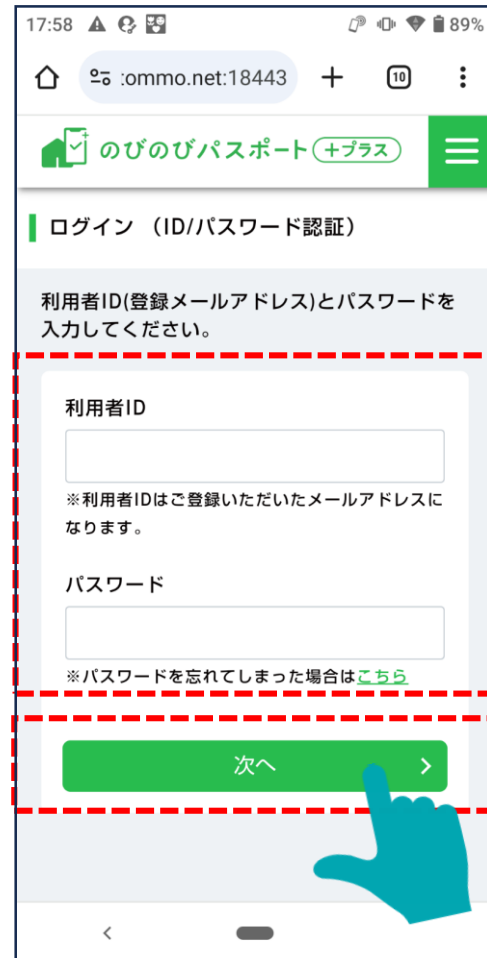 17:58 89%
:ommo.net:18443 10
のびのびパスポート +プラス
ログイン （ID/パスワード認証）
利用者ID(登録メールアドレス)とパスワードを
入力してください。
利用者ID
※利用者IDはご登録いただいたメールアドレスに
なります。
パスワード
※パスワードを忘れてしまった場合はこちら
次へ